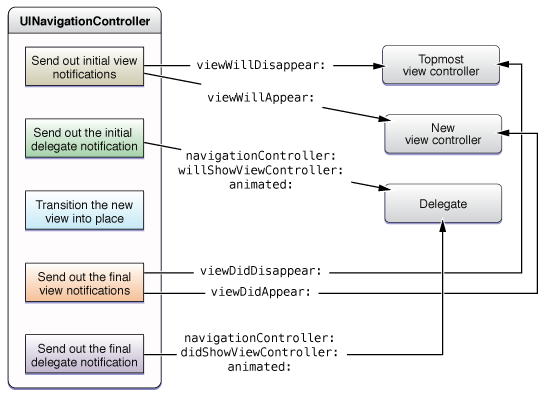 UINavigationController
Send out initial view
notifications
viewWillDisappear:
Topmost
view controller
viewWillAppear:
New
view controller
Send out the initial
delegate notification
navigationController:
willShowViewController:
animated:
Delegate
Transition the new
view into place
Send out the final
view notifications
viewDidDisappear:
viewDidAppear:
Send out the final
delegate notification
navigationController:
didShowViewController:
animated: